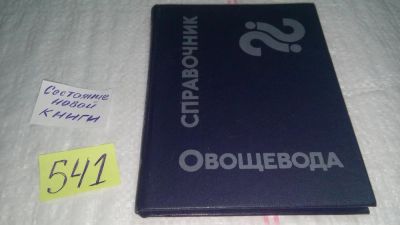 Состояние
новой
книги
541
СПРАВОЧНИК
??
ОВОЩЕВОДА